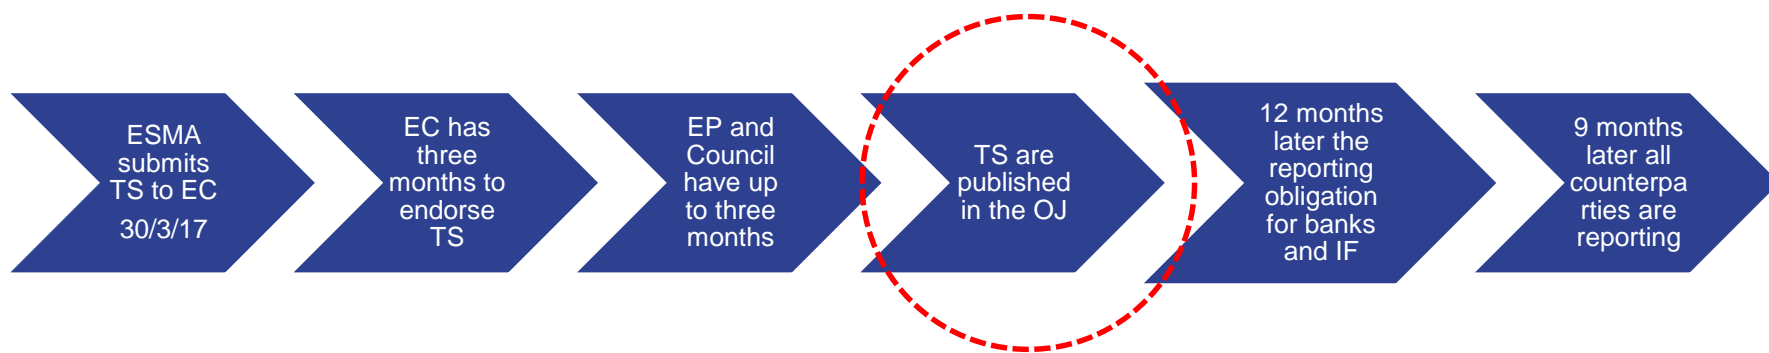 ESMA
submits
TS to EC
30/3/17
EC has
three
months to
endorse
TS
EP and
Council
have up
to three
months
TS are
published
in the OJ
12 months
later the
reporting
obligation
for banks
and IF
9 months
later all
counterpa
rties are
reporting